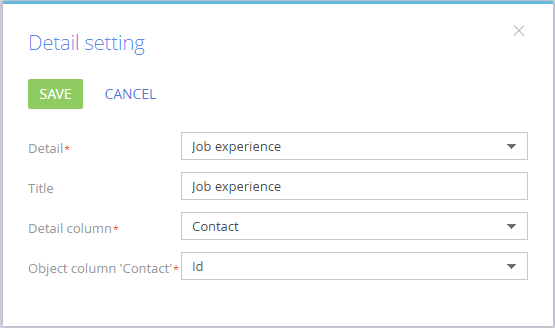 Detail setting
SAVE CANCEL
Detail* Job experience
Title Job experience
Detail column* Contact
Object column 'Contact'* Id